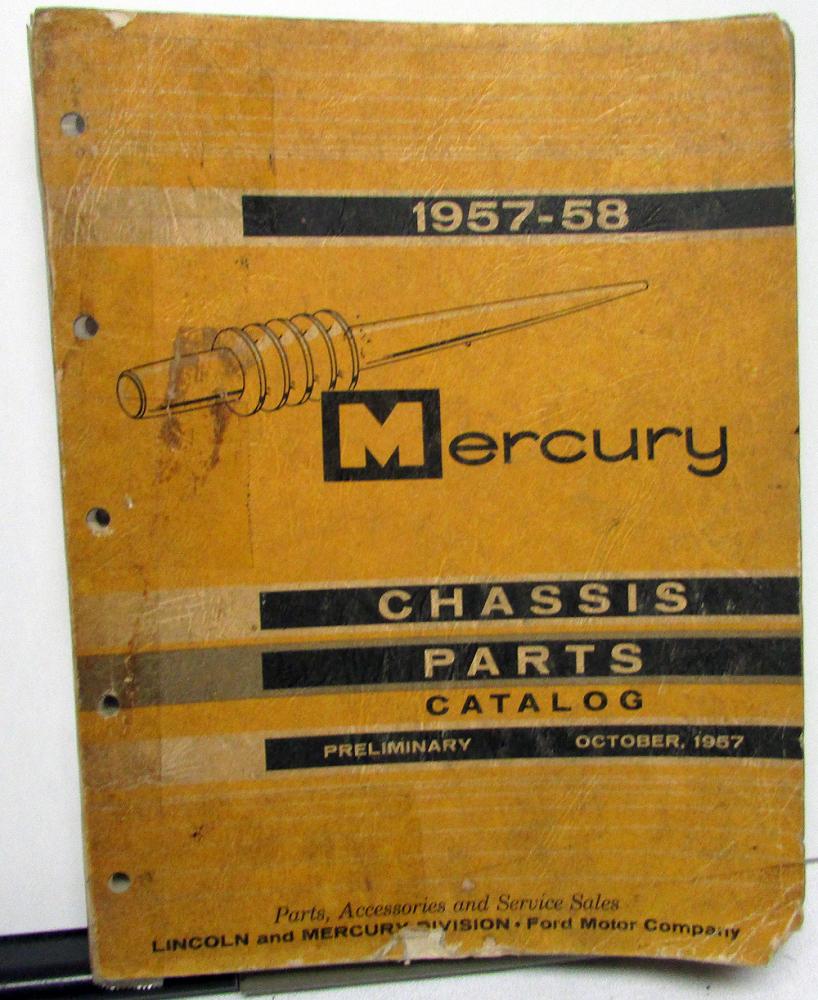 1957-58
Mercury
CHASSIS
PARTS
CATALOG
PRELIMINARY OCTOBER, 1957
Parts, Accessories and Service Sales
LINCOLN and MERCURY DIVISION • Ford Motor Company